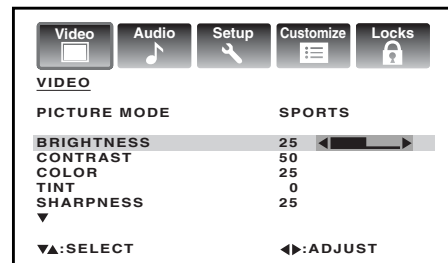 Video Audio Setup Customize Locks
VIDEO
PICTURE MODE SPORTS
BRIGHTNESS 25
CONTRAST 50
COLOR 25
TINT 0
SHARPNESS 25
▼
▼▲:SELECT ◀▶:ADJUST